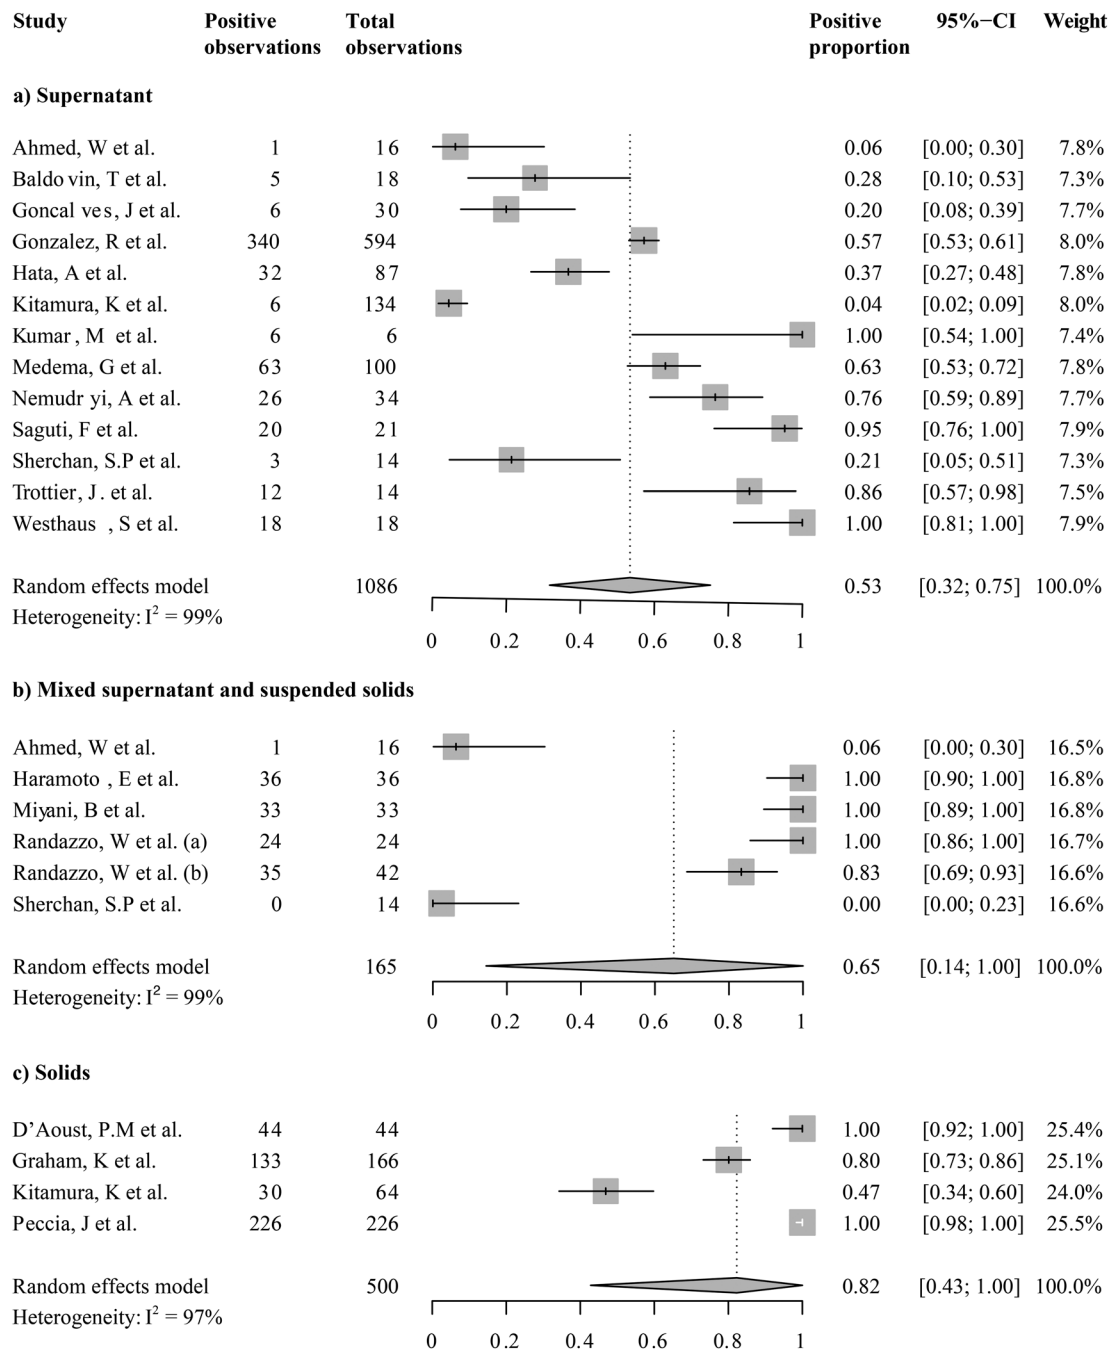 Study Positive observations Total observations Positive proportion 95%−CI Weight
a) Supernatant
Ahmed, W et al. 1 16 0.06 [0.00; 0.30] 7.8%
Baldo vin, T et al. 5 18 0.28 [0.10; 0.53] 7.3%
Goncal ves, J et al. 6 30 0.20 [0.08; 0.39] 7.7%
Gonzalez, R et al. 340 594 0.57 [0.53; 0.61] 8.0%
Hata, A et al. 32 87 0.37 [0.27; 0.48] 7.8%
Kitamura, K et al. 6 134 0.04 [0.02; 0.09] 8.0%
Kumar , M et al. 6 6 1.00 [0.54; 1.00] 7.4%
Medema, G et al. 63 100 0.63 [0.53; 0.72] 7.8%
Nemudr yi, A et al. 26 34 0.76 [0.59; 0.89] 7.7%
Saguti, F et al. 20 21 0.95 [0.76; 1.00] 7.9%
Sherchan, S.P et al. 3 14 0.21 [0.05; 0.51] 7.3%
Trottier, J. et al. 12 14 0.86 [0.57; 0.98] 7.5%
Westhaus , S et al. 18 18 1.00 [0.81; 1.00] 7.9%
Random effects model 1086 0.53 [0.32; 0.75] 100.0%
Heterogeneity: I² = 99%
0 0.2 0.4 0.6 0.8 1
b) Mixed supernatant and suspended solids
Ahmed, W et al. 1 16 0.06 [0.00; 0.30] 16.5%
Haramoto , E et al. 36 36 1.00 [0.90; 1.00] 16.8%
Miyani, B et al. 33 33 1.00 [0.89; 1.00] 16.8%
Randazzo, W et al. (a) 24 24 1.00 [0.86; 1.00] 16.7%
Randazzo, W et al. (b) 35 42 0.83 [0.69; 0.93] 16.6%
Sherchan, S.P et al. 0 14 0.00 [0.00; 0.23] 16.6%
Random effects model 165 0.65 [0.14; 1.00] 100.0%
Heterogeneity: I² = 99%
0 0.2 0.4 0.6 0.8 1
c) Solids
D’Aoust, P.M et al. 44 44 1.00 [0.92; 1.00] 25.4%
Graham, K et al. 133 166 0.80 [0.73; 0.86] 25.1%
Kitamura, K et al. 30 64 0.47 [0.34; 0.60] 24.0%
Peccia, J et al. 226 226 1.00 [0.98; 1.00] 25.5%
Random effects model 500 0.82 [0.43; 1.00] 100.0%
Heterogeneity: I² = 97%
0 0.2 0.4 0.6 0.8 1